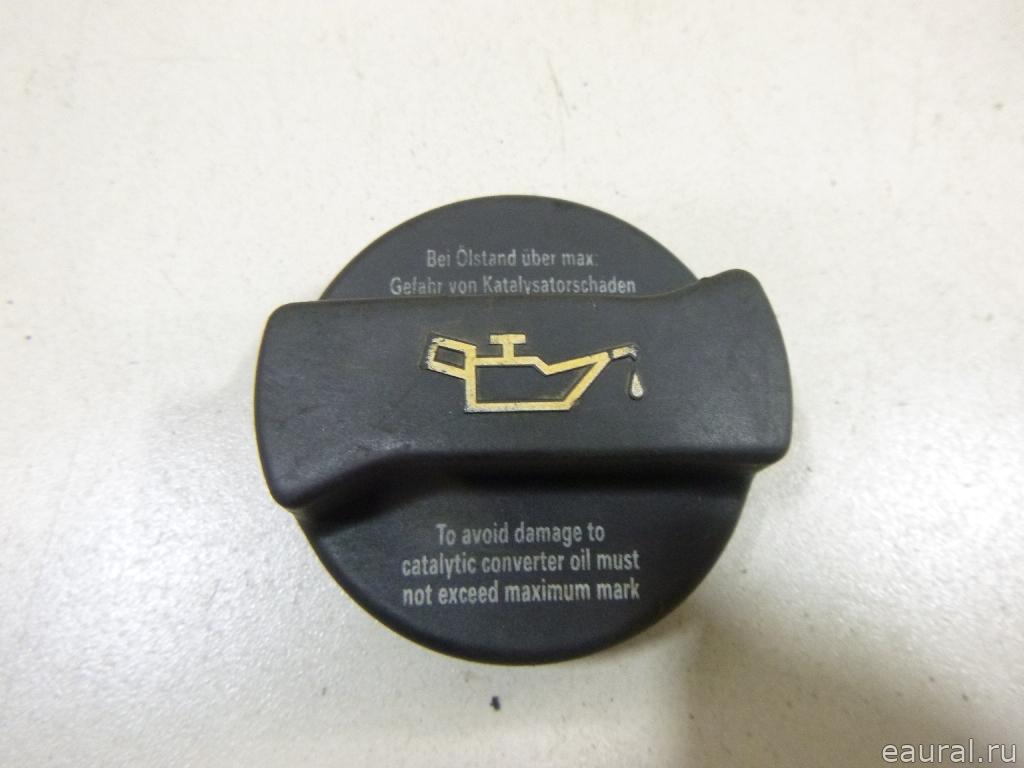 Bei Ölstand über max:
Gefahr von Katalysatorschäden
To avoid damage to
catalytic converter oil must
not exceed maximum mark
eaural.ru